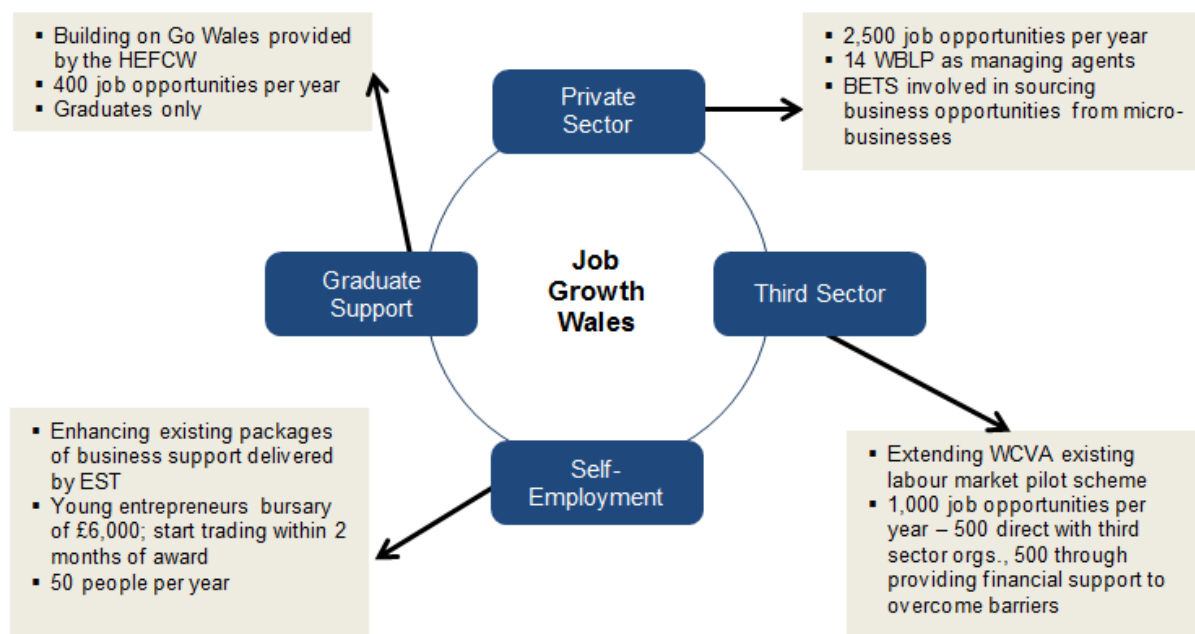 ▪ Building on Go Wales provided
by the HEFCW
▪ 400 job opportunities per year
▪ Graduates only
Private
Sector
▪ 2,500 job opportunities per year
▪ 14 WBLP as managing agents
▪ BETS involved in sourcing
business opportunities from micro-
businesses
Graduate
Support
Job
Growth
Wales
Third Sector
▪ Enhancing existing packages
of business support delivered
by EST
▪ Young entrepreneurs bursary
of £6,000; start trading within 2
months of award
▪ 50 people per year
Self-
Employment
▪ Extending WCVA existing
labour market pilot scheme
▪ 1,000 job opportunities per
year – 500 direct with third
sector orgs., 500 through
providing financial support to
overcome barriers